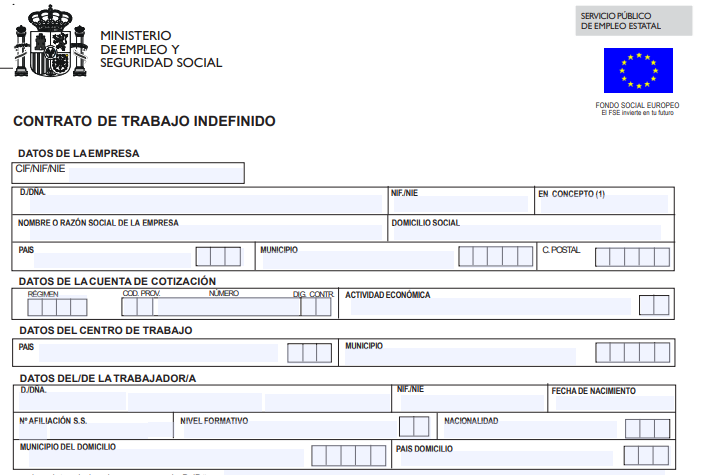 MINISTERIO
DE EMPLEO Y
SEGURIDAD SOCIAL
SERVICIO PÚBLICO
DE EMPLEO ESTATAL
FONDO SOCIAL EUROPEO
El FSE invierte en tu futuro
CONTRATO DE TRABAJO INDEFINIDO
DATOS DE LA EMPRESA
CIF/NIF/NIE
D./DÑA. NIF./NIE EN CONCEPTO (1)
NOMBRE O RAZÓN SOCIAL DE LA EMPRESA DOMICILIO SOCIAL
PAIS MUNICIPIO C. POSTAL
DATOS DE LA CUENTA DE COTIZACIÓN
RÉGIMEN COD. PROV. NÚMERO DIG. CONTR. ACTIVIDAD ECONÓMICA
DATOS DEL CENTRO DE TRABAJO
PAIS MUNICIPIO
DATOS DEL/DE LA TRABAJADOR/A
D./DÑA. NIF./NIE FECHA DE NACIMIENTO
Nº AFILIACIÓN S.S. NIVEL FORMATIVO NACIONALIDAD
MUNICIPIO DEL DOMICILIO PAIS DOMICILIO